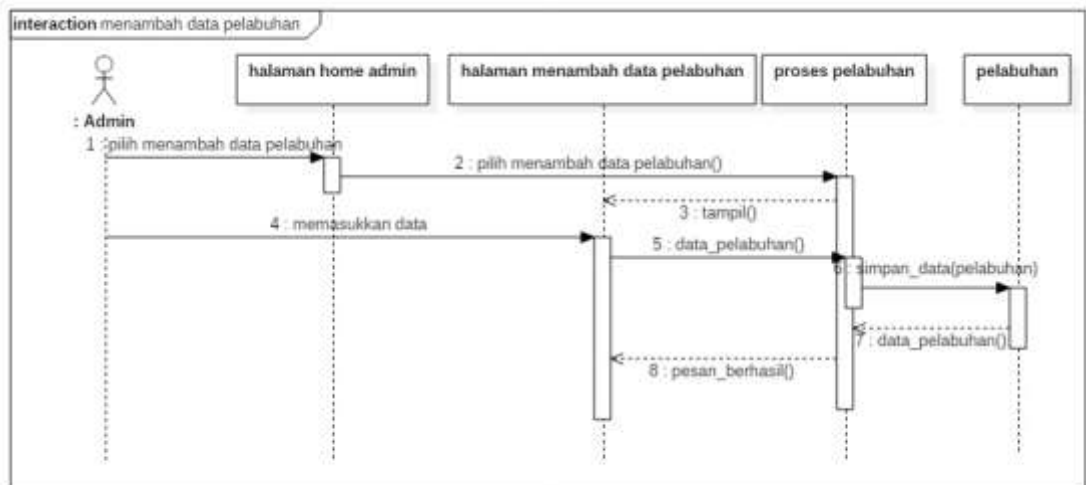 interaction menambah data pelabuhan
halaman home admin
halaman menambah data pelabuhan
proses pelabuhan
pelabuhan
: Admin
1 : pilih menambah data pelabuhan
2 : pilih menambah data pelabuhan()
3 : tampil()
4 : memasukkan data
5 : data_pelabuhan()
6 : simpan_data(pelabuhan)
7 : data_pelabuhan()
8 : pesan_berhasil()